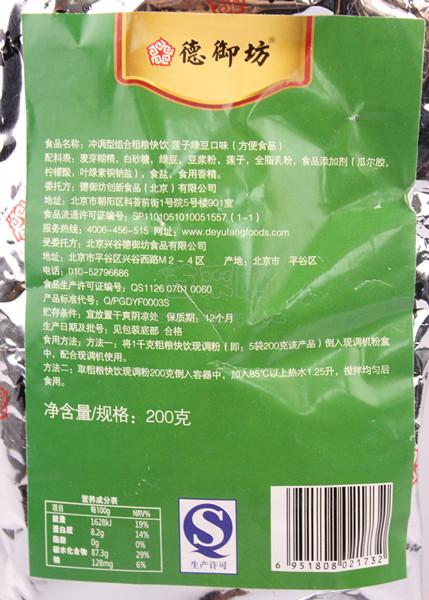 德御坊
食品名称：冲调型组合粗粮快饮 莲子绿豆口味（方便食品）
配料表：麦芽糊精，白砂糖，绿豆，豆浆粉，莲子，全脂乳粉，食品添加剂（瓜尔胶，
柠檬酸，叶绿素铜钠盐），食盐，食用香精。
委托方：德御坊创新食品（北京）有限公司
地址：北京市朝阳区科荟前街1号院5号楼901室
食品流通许可证编号：SP1101051010051557（1-1）
服务热线：4006-456-515 网址：www.deyufangfoods.com
受委托方：北京兴谷德御坊食品有限公司
地址：北京市平谷区兴谷西路M2-4区 产地：北京市 平谷区
电话：010-52796686
食品生产许可证编号：QS1126 0701 0060
产品标准代号：Q/PGDYF0003S
贮存条件：宜放置干爽阴凉处 保质期：12个月
生产日期及批号：见包装底部 合格
食用方法：方法一：将1千克粗粮快饮现调粉（即：5袋200克该产品）倒入现调机粉盒
中，配合现调机使用。
方法二：取粗粮快饮现调粉200克倒入容器中，加入85℃以上热水1.25升，搅拌均匀后
食用。
净含量/规格：200克
营养成分表
项目 每100g NRV%
能量 1628kJ 19%
蛋白质 8.2g 14%
脂肪 0g 0%
碳水化合物 87.3g 29%
钠 128mg 6%
QS
生产许可
6 951808 021732